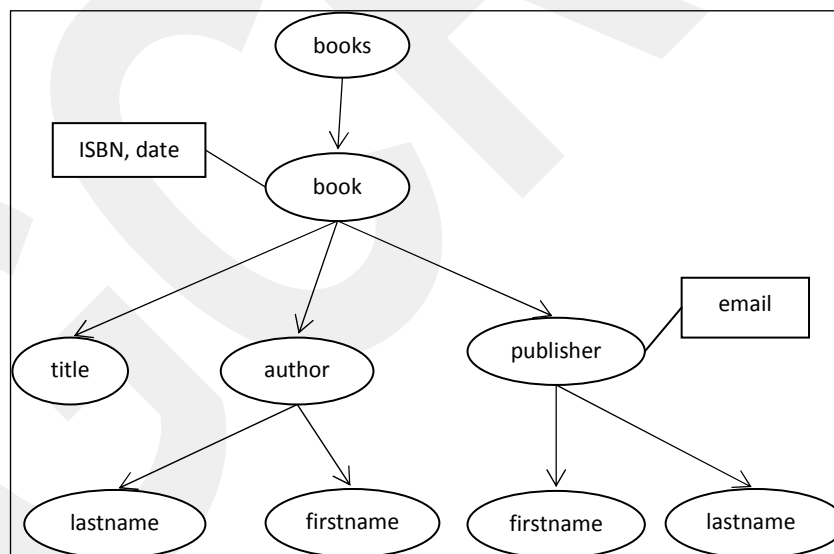 books
ISBN, date
book
email
publisher
title
author
lastname
firstname
firstname
lastname